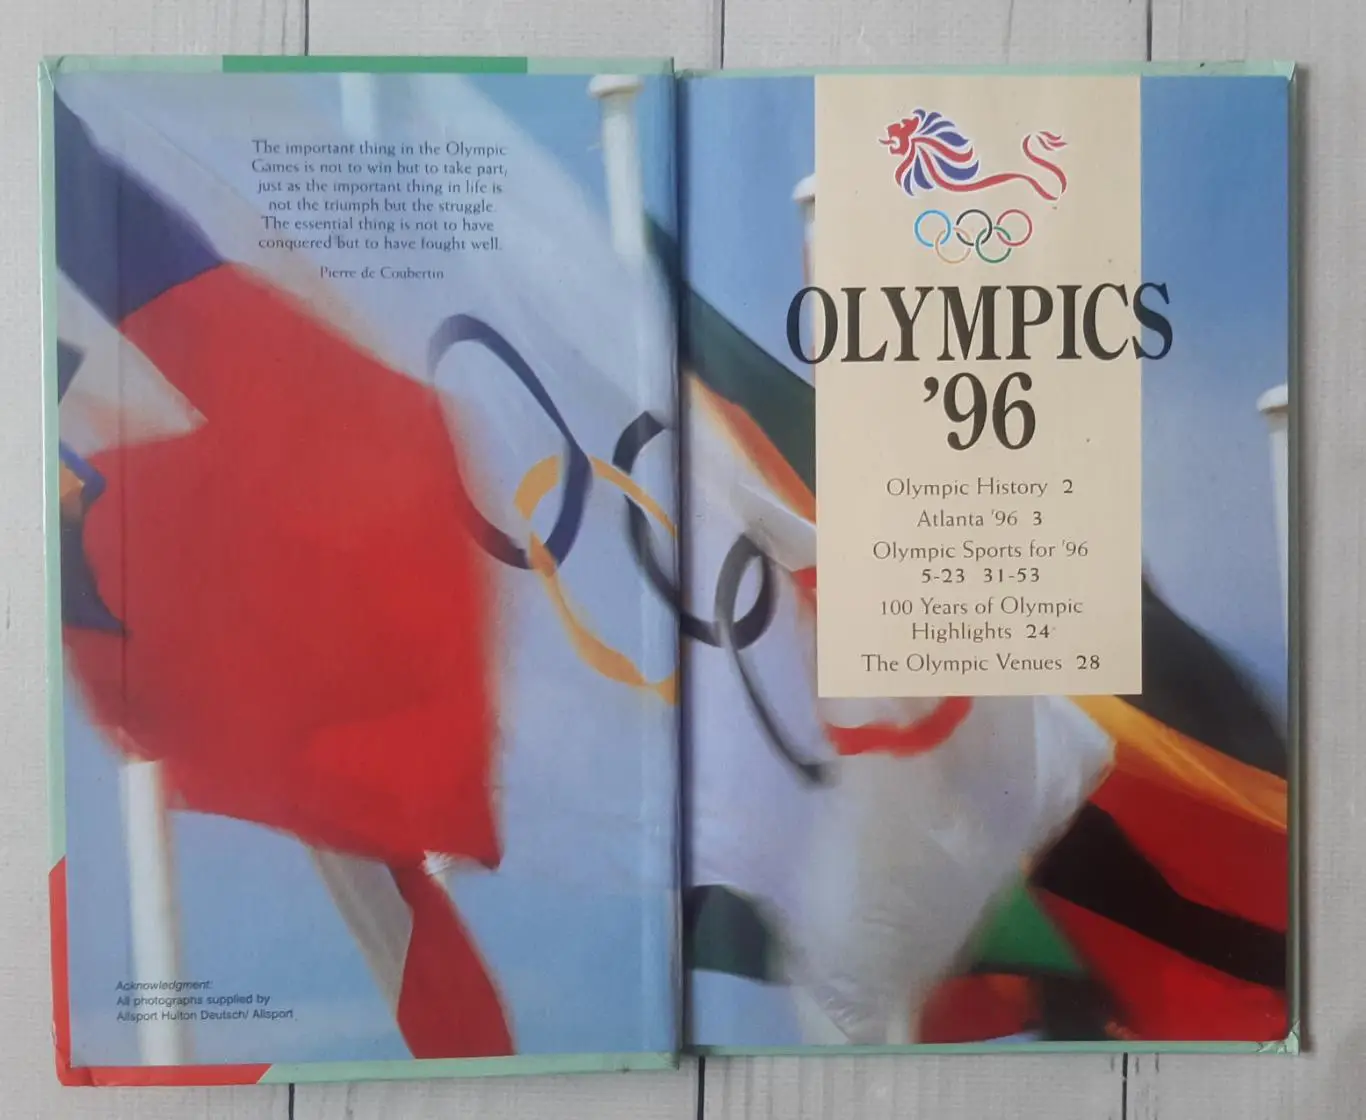 The important thing in the Olympic
Games is not to win but to take part,
just as the important thing in life is
not the triumph but the struggle.
The essential thing is not to have
conquered but to have fought well.
Pierre de Coubertin
Acknowledgment:
All photographs supplied by
Allsport Hulton Deutsch/ Allsport
OLYMPICS
'96
Olympic History 2
Atlanta '96 3
Olympic Sports for '96
5-23 31-53
100 Years of Olympic
Highlights 24
The Olympic Venues 28